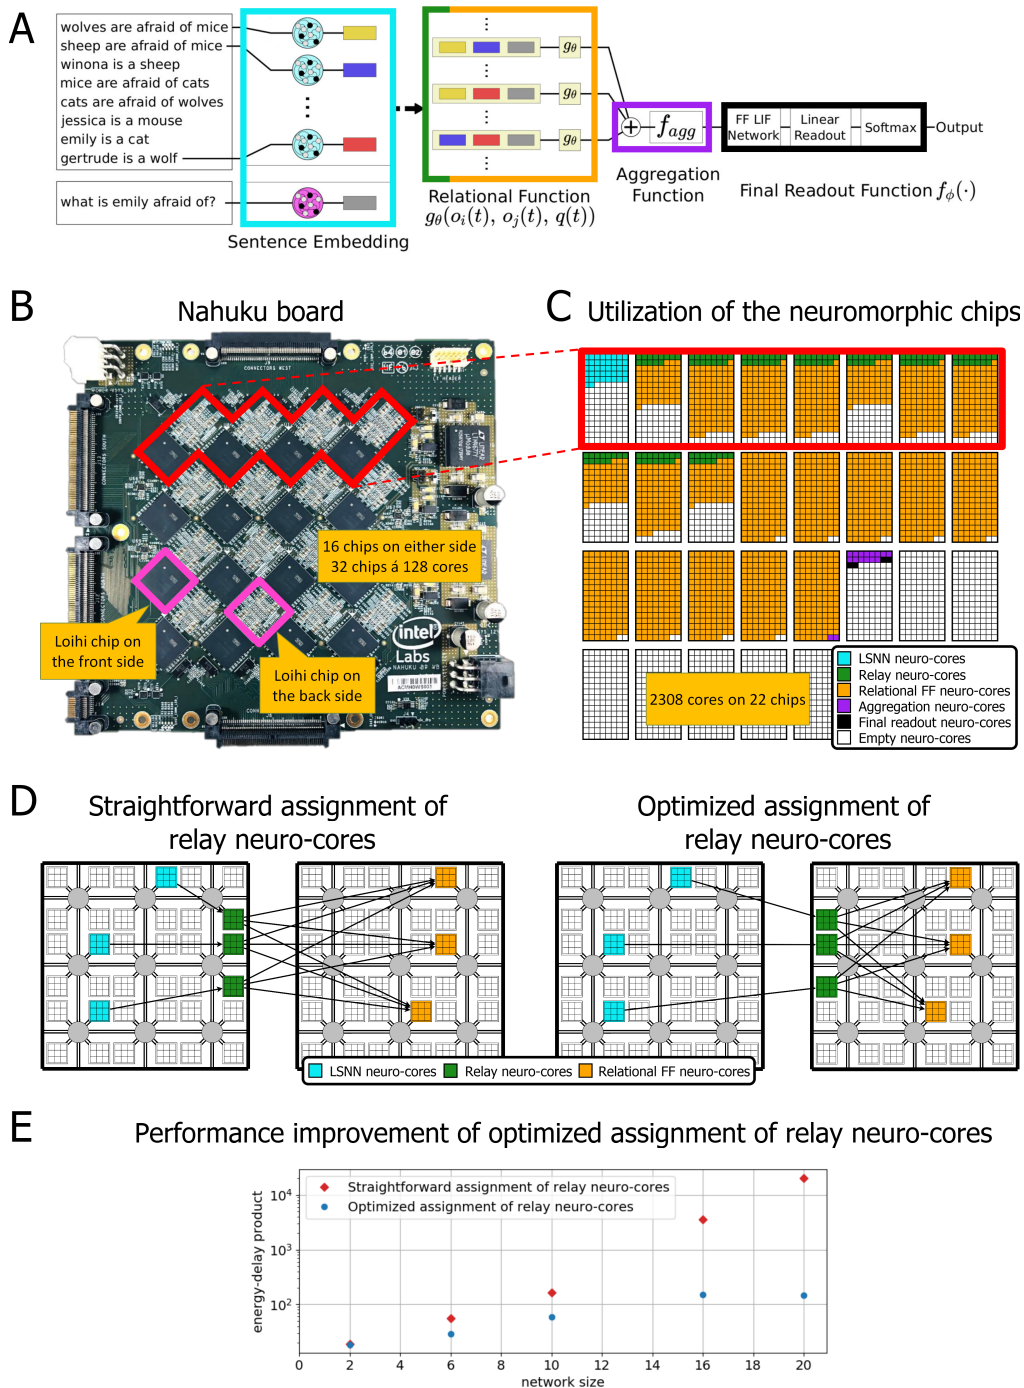 A
wolves are afraid of mice
sheep are afraid of mice
winona is a sheep
mice are afraid of cats
cats are afraid of wolves
jessica is a mouse
emily is a cat
gertrude is a wolf
what is emily afraid of?
Sentence Embedding
gθ
gθ
gθ
Relational Function
gθ(oi(t), oj(t), q(t))
+
fagg
Aggregation
Function
FF LIF
Network
Linear
Readout
Softmax
Output
Final Readout Function fϕ(·)
B
Nahuku board
CONNECTORS WEST
CONNECTORS SOUTH
16 chips on either side
32 chips á 128 cores
Loihi chip on
the front side
Loihi chip on
the back side
intel
Labs
C
Utilization of the neuromorphic chips
2308 cores on 22 chips
LSNN neuro-cores
Relay neuro-cores
Relational FF neuro-cores
Aggregation neuro-cores
Final readout neuro-cores
Empty neuro-cores
D
Straightforward assignment of
relay neuro-cores
Optimized assignment of
relay neuro-cores
LSNN neuro-cores
Relay neuro-cores
Relational FF neuro-cores
E
Performance improvement of optimized assignment of relay neuro-cores
Straightforward assignment of relay neuro-cores
Optimized assignment of relay neuro-cores
energy-delay product
10⁴
10³
10²
0 2 4 6 8 10 12 14 16 18 20
network size